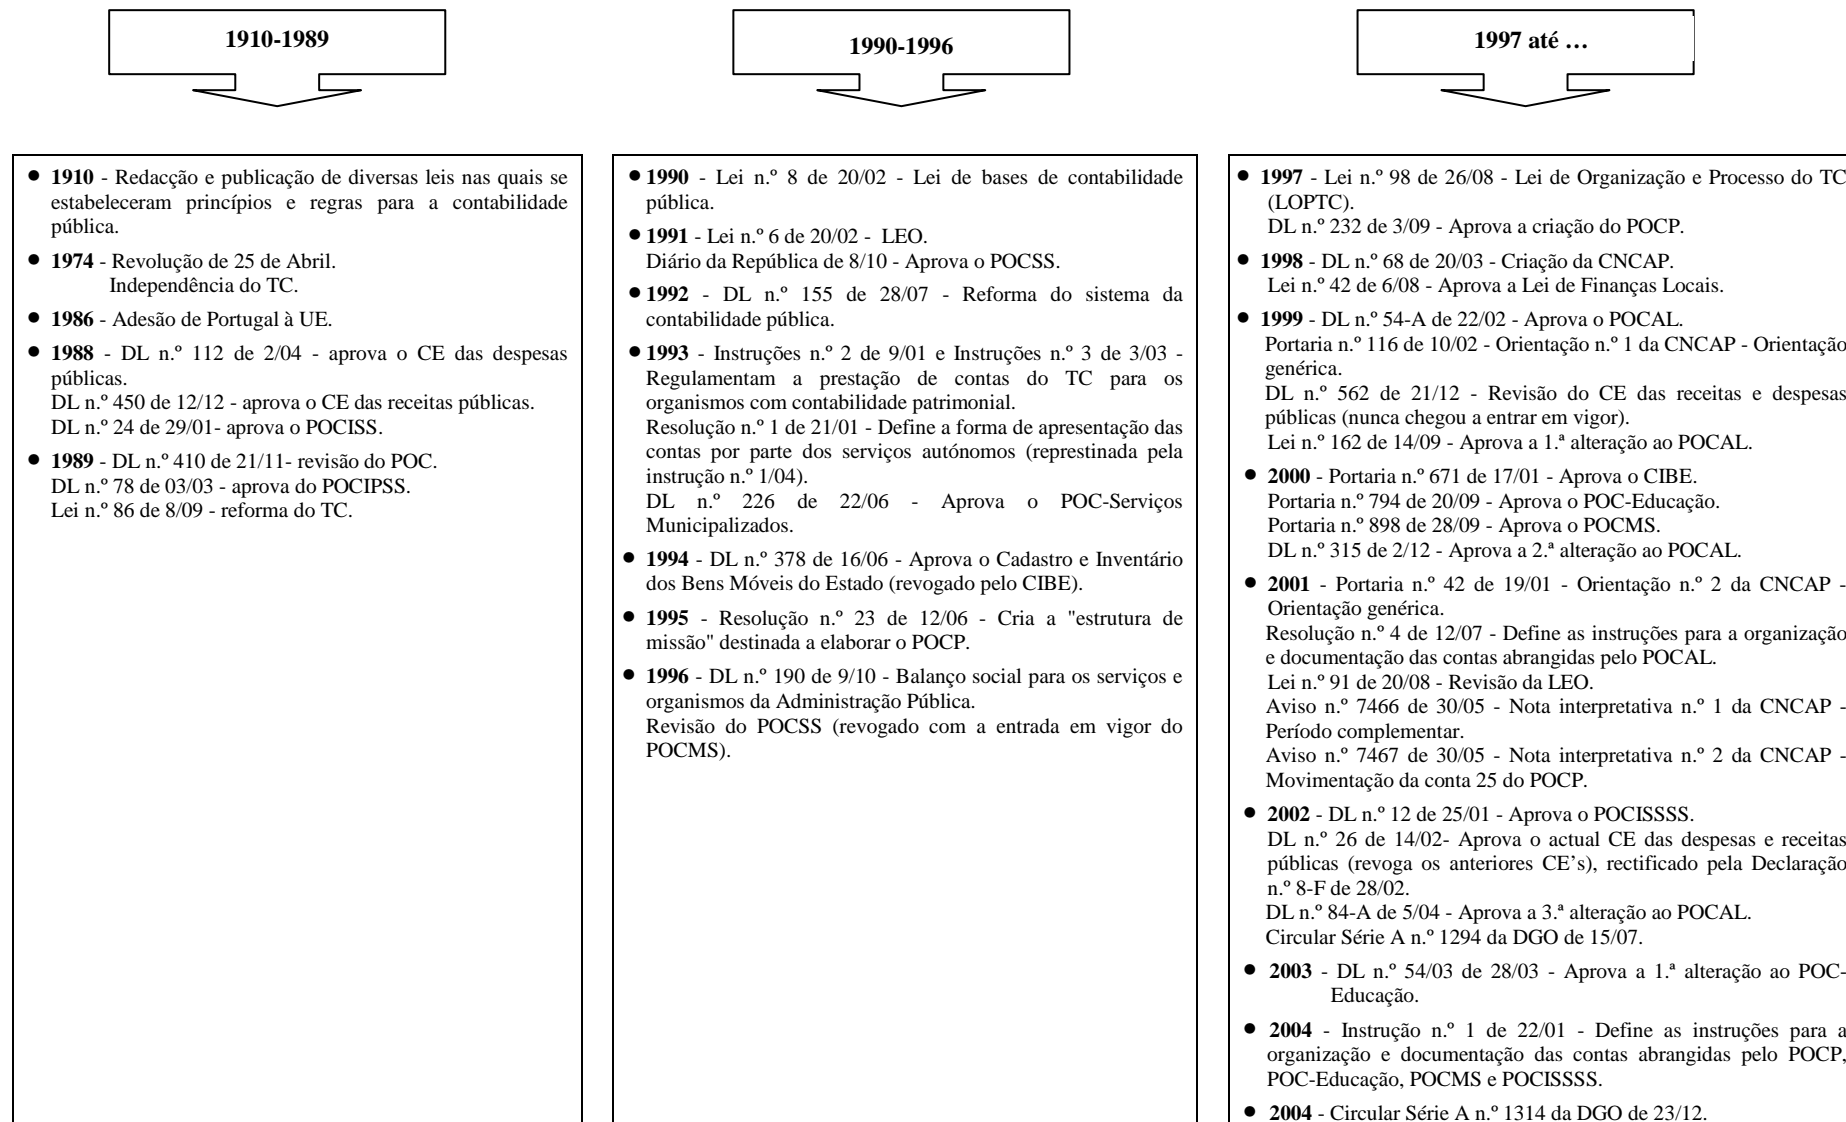 1910-1989
1990-1996
1997 até …
● 1910 - Redacção e publicação de diversas leis nas quais se
estabeleceram princípios e regras para a contabilidade
pública.
● 1974 - Revolução de 25 de Abril.
Independência do TC.
● 1986 - Adesão de Portugal à UE.
● 1988 - DL n.º 112 de 2/04 - aprova o CE das despesas
públicas.
DL n.º 450 de 12/12 - aprova o CE das receitas públicas.
DL n.º 24 de 29/01- aprova o POCISS.
● 1989 - DL n.º 410 de 21/11- revisão do POC.
DL n.º 78 de 03/03 - aprova do POCIPSS.
Lei n.º 86 de 8/09 - reforma do TC.
● 1990 - Lei n.º 8 de 20/02 - Lei de bases de contabilidade
pública.
● 1991 - Lei n.º 6 de 20/02 - LEO.
Diário da República de 8/10 - Aprova o POCSS.
● 1992 - DL n.º 155 de 28/07 - Reforma do sistema da
contabilidade pública.
● 1993 - Instruções n.º 2 de 9/01 e Instruções n.º 3 de 3/03 -
Regulamentam a prestação de contas do TC para os
organismos com contabilidade patrimonial.
Resolução n.º 1 de 21/01 - Define a forma de apresentação das
contas por parte dos serviços autónomos (represtinada pela
instrução n.º 1/04).
DL n.º 226 de 22/06 - Aprova o POC-Serviços
Municipalizados.
● 1994 - DL n.º 378 de 16/06 - Aprova o Cadastro e Inventário
dos Bens Móveis do Estado (revogado pelo CIBE).
● 1995 - Resolução n.º 23 de 12/06 - Cria a "estrutura de
missão" destinada a elaborar o POCP.
● 1996 - DL n.º 190 de 9/10 - Balanço social para os serviços e
organismos da Administração Pública.
Revisão do POCSS (revogado com a entrada em vigor do
POCMS).
● 1997 - Lei n.º 98 de 26/08 - Lei de Organização e Processo do TC
(LOPTC).
DL n.º 232 de 3/09 - Aprova a criação do POCP.
● 1998 - DL n.º 68 de 20/03 - Criação da CNCAP.
Lei n.º 42 de 6/08 - Aprova a Lei de Finanças Locais.
● 1999 - DL n.º 54-A de 22/02 - Aprova o POCAL.
Portaria n.º 116 de 10/02 - Orientação n.º 1 da CNCAP - Orientação
genérica.
DL n.º 562 de 21/12 - Revisão do CE das receitas e despesas
públicas (nunca chegou a entrar em vigor).
Lei n.º 162 de 14/09 - Aprova a 1.ª alteração ao POCAL.
● 2000 - Portaria n.º 671 de 17/01 - Aprova o CIBE.
Portaria n.º 794 de 20/09 - Aprova o POC-Educação.
Portaria n.º 898 de 28/09 - Aprova o POCMS.
DL n.º 315 de 2/12 - Aprova a 2.ª alteração ao POCAL.
● 2001 - Portaria n.º 42 de 19/01 - Orientação n.º 2 da CNCAP -
Orientação genérica.
Resolução n.º 4 de 12/07 - Define as instruções para a organização
e documentação das contas abrangidas pelo POCAL.
Lei n.º 91 de 20/08 - Revisão da LEO.
Aviso n.º 7466 de 30/05 - Nota interpretativa n.º 1 da CNCAP -
Período complementar.
Aviso n.º 7467 de 30/05 - Nota interpretativa n.º 2 da CNCAP -
Movimentação da conta 25 do POCP.
● 2002 - DL n.º 12 de 25/01 - Aprova o POCISSSS.
DL n.º 26 de 14/02- Aprova o actual CE das despesas e receitas
públicas (revoga os anteriores CE’s), rectificado pela Declaração
n.º 8-F de 28/02.
DL n.º 84-A de 5/04 - Aprova a 3.ª alteração ao POCAL.
Circular Série A n.º 1294 da DGO de 15/07.
● 2003 - DL n.º 54/03 de 28/03 - Aprova a 1.ª alteração ao POC-
Educação.
● 2004 - Instrução n.º 1 de 22/01 - Define as instruções para a
organização e documentação das contas abrangidas pelo POCP,
POC-Educação, POCMS e POCISSSS.
● 2004 - Circular Série A n.º 1314 da DGO de 23/12.